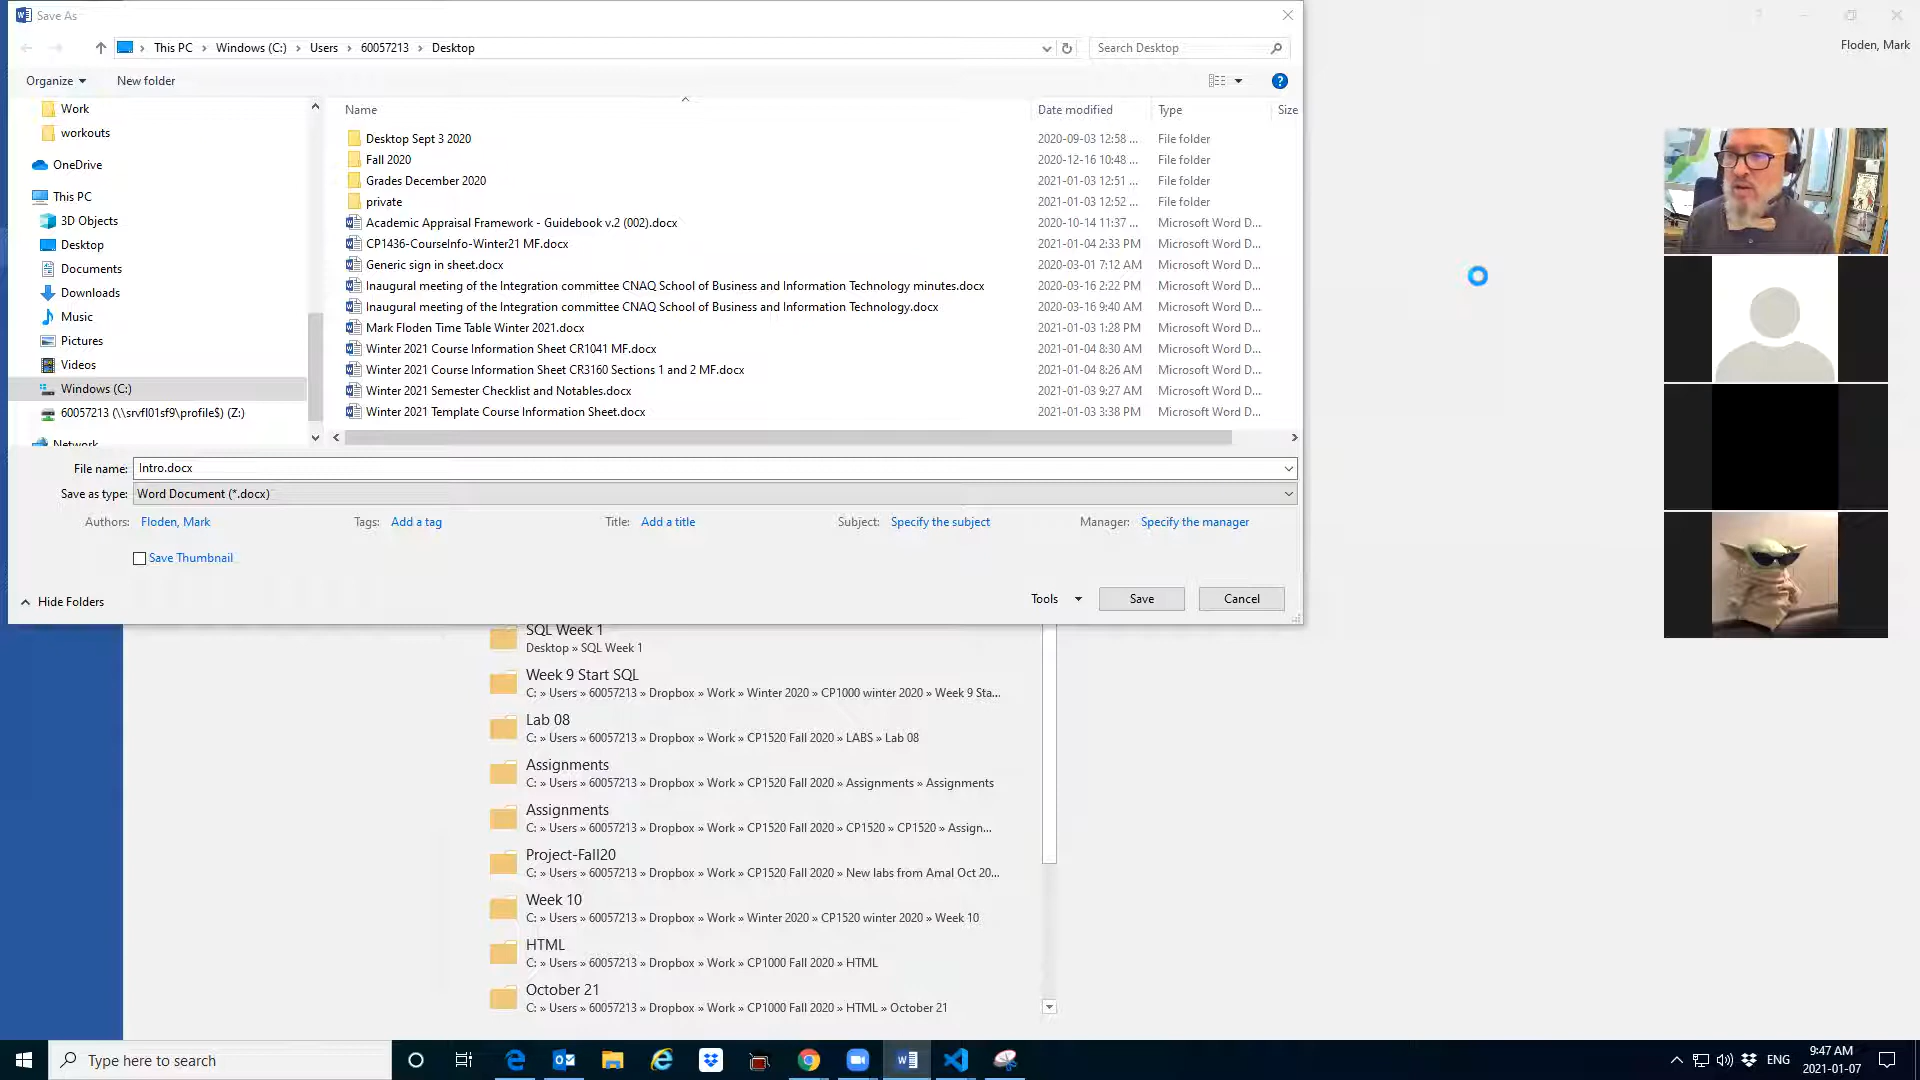 Save As
This PC > Windows (C:) > Users > 60057213 > Desktop
Search Desktop
Floden, Mark
Organize
New folder
Name
Date modified
Type
Size
Work
workouts
OneDrive
This PC
3D Objects
Desktop
Documents
Downloads
Music
Pictures
Videos
Windows (C:)
60057213 (\\srvfl01sf9\profile$) (Z:)
Network
Desktop Sept 3 2020 2020-09-03 12:58 ... File folder
Fall 2020 2020-12-16 10:48 ... File folder
Grades December 2020 2021-01-03 12:51 ... File folder
private 2021-01-03 12:52 ... File folder
Academic Appraisal Framework - Guidebook v.2 (002).docx 2020-10-14 11:37 ... Microsoft Word D...
CP1436-CourseInfo-Winter21 MF.docx 2021-01-04 2:33 PM Microsoft Word D...
Generic sign in sheet.docx 2020-03-01 7:12 AM Microsoft Word D...
Inaugural meeting of the Integration committee CNAQ School of Business and Information Technology minutes.docx 2020-03-16 2:22 PM Microsoft Word D...
Inaugural meeting of the Integration committee CNAQ School of Business and Information Technology.docx 2020-03-16 9:40 AM Microsoft Word D...
Mark Floden Time Table Winter 2021.docx 2021-01-03 1:28 PM Microsoft Word D...
Winter 2021 Course Information Sheet CR1041 MF.docx 2021-01-04 8:30 AM Microsoft Word D...
Winter 2021 Course Information Sheet CR3160 Sections 1 and 2 MF.docx 2021-01-04 8:26 AM Microsoft Word D...
Winter 2021 Semester Checklist and Notables.docx 2021-01-03 9:27 AM Microsoft Word D...
Winter 2021 Template Course Information Sheet.docx 2021-01-03 3:38 PM Microsoft Word D...
File name: Intro.docx
Save as type: Word Document (*.docx)
Authors: Floden, Mark Tags: Add a tag Title: Add a title Subject: Specify the subject Manager: Specify the manager
Save Thumbnail
Hide Folders
Tools
Save
Cancel
SQL Week 1
Desktop » SQL Week 1
Week 9 Start SQL
C: » Users » 60057213 » Dropbox » Work » Winter 2020 » CP1000 winter 2020 » Week 9 Sta...
Lab 08
C: » Users » 60057213 » Dropbox » Work » CP1520 Fall 2020 » LABS » Lab 08
Assignments
C: » Users » 60057213 » Dropbox » Work » CP1520 Fall 2020 » Assignments » Assignments
Assignments
C: » Users » 60057213 » Dropbox » Work » CP1520 Fall 2020 » CP1520 » CP1520 » Assign...
Project-Fall20
C: » Users » 60057213 » Dropbox » Work » CP1520 Fall 2020 » New labs from Amal Oct 20...
Week 10
C: » Users » 60057213 » Dropbox » Work » Winter 2020 » CP1520 winter 2020 » Week 10
HTML
C: » Users » 60057213 » Dropbox » Work » CP1000 Fall 2020 » HTML
October 21
C: » Users » 60057213 » Dropbox » Work » CP1000 Fall 2020 » HTML » October 21
Type here to search
ENG
9:47 AM
2021-01-07